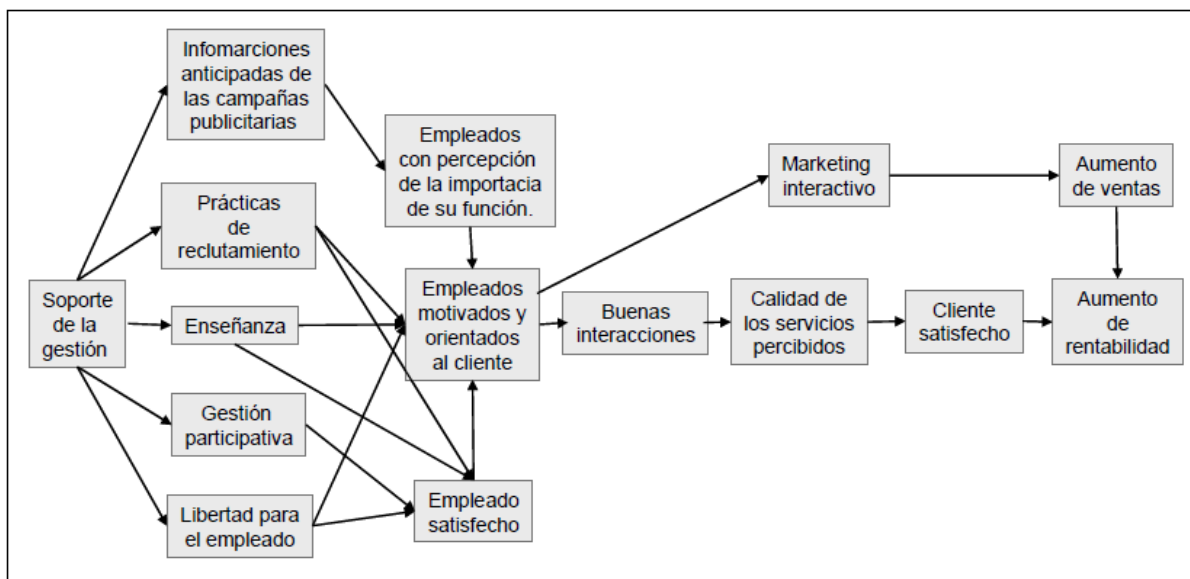 Infomarciones
anticipadas de
las campañas
publicitarias
Empleados
con percepción
de la importacia
de su función.
Marketing
interactivo
Aumento
de ventas
Prácticas
de
reclutamiento
Soporte
de la
gestión
Enseñanza
Empleados
motivados y
orientados
al cliente
Buenas
interacciones
Calidad de
los servicios
percibidos
Cliente
satisfecho
Aumento
de
rentabilidad
Gestión
participativa
Libertad para
el empleado
Empleado
satisfecho